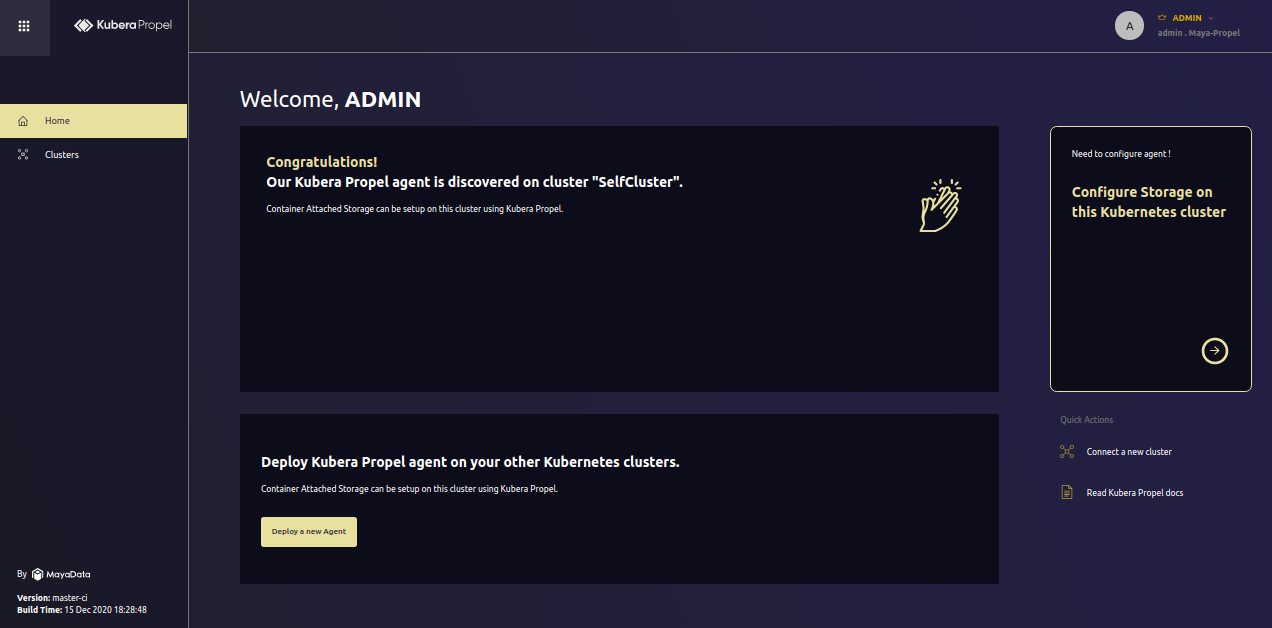 Kubera Propel
A
ADMIN
admin . Maya-Propel
Home
Clusters
Welcome, ADMIN
Congratulations!
Our Kubera Propel agent is discovered on cluster "SelfCluster".
Container Attached Storage can be setup on this cluster using Kubera Propel.
Need to configure agent !
Configure Storage on
this Kubernetes cluster
Deploy Kubera Propel agent on your other Kubernetes clusters.
Container Attached Storage can be setup on this cluster using Kubera Propel.
Deploy a new Agent
Quick Actions
Connect a new cluster
Read Kubera Propel docs
By MayaData
Version: master-ci
Build Time: 15 Dec 2020 18:28:48